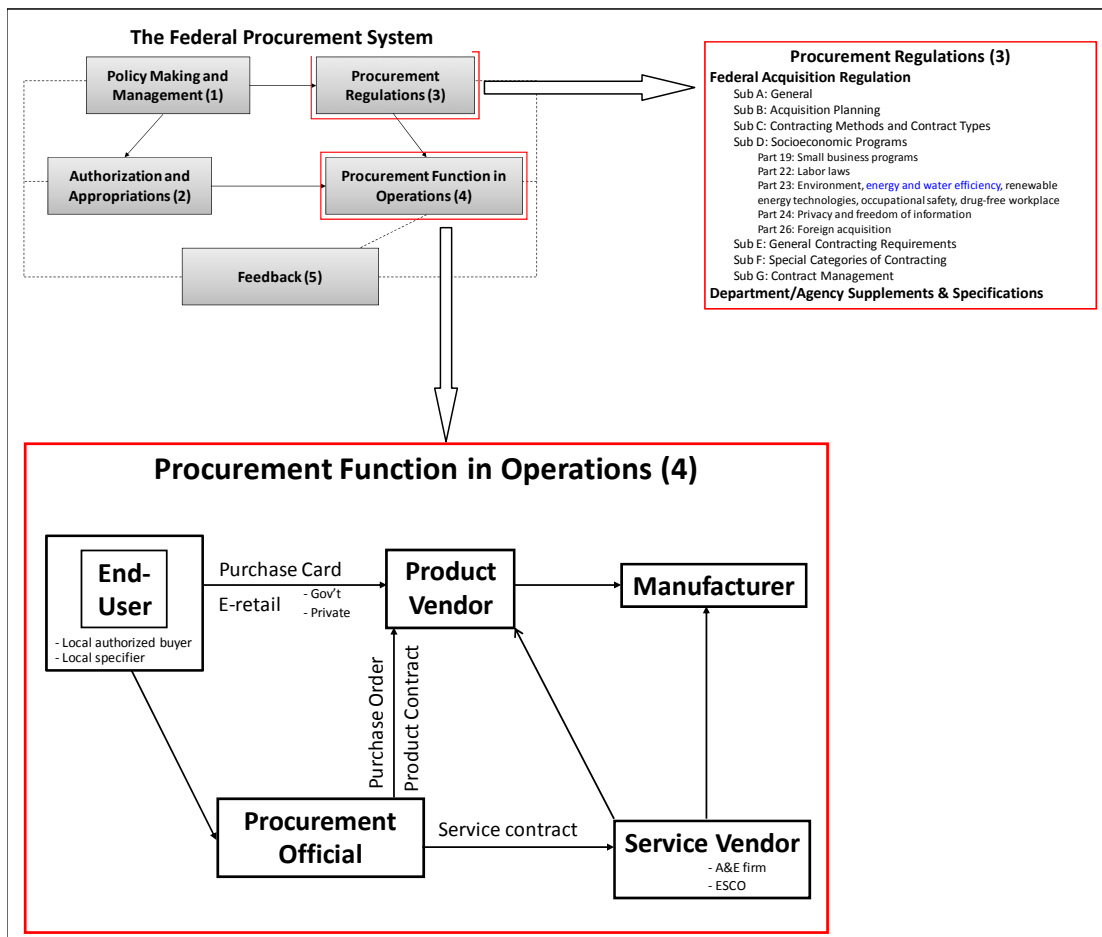 The Federal Procurement System
Policy Making and
Management (1)
Procurement
Regulations (3)
Authorization and
Appropriations (2)
Procurement Function in
Operations (4)
Feedback (5)
Procurement Regulations (3)
Federal Acquisition Regulation
Sub A: General
Sub B: Acquisition Planning
Sub C: Contracting Methods and Contract Types
Sub D: Socioeconomic Programs
Part 19: Small business programs
Part 22: Labor laws
Part 23: Environment, energy and water efficiency, renewable
energy technologies, occupational safety, drug-free workplace
Part 24: Privacy and freedom of information
Part 26: Foreign acquisition
Sub E: General Contracting Requirements
Sub F: Special Categories of Contracting
Sub G: Contract Management
Department/Agency Supplements & Specifications
Procurement Function in Operations (4)
End-
User
- Local authorized buyer
- Local specifier
Purchase Card
E-retail
- Gov't
- Private
Product
Vendor
Manufacturer
Purchase Order
Product Contract
Procurement
Official
Service contract
Service Vendor
- A&E firm
- ESCO